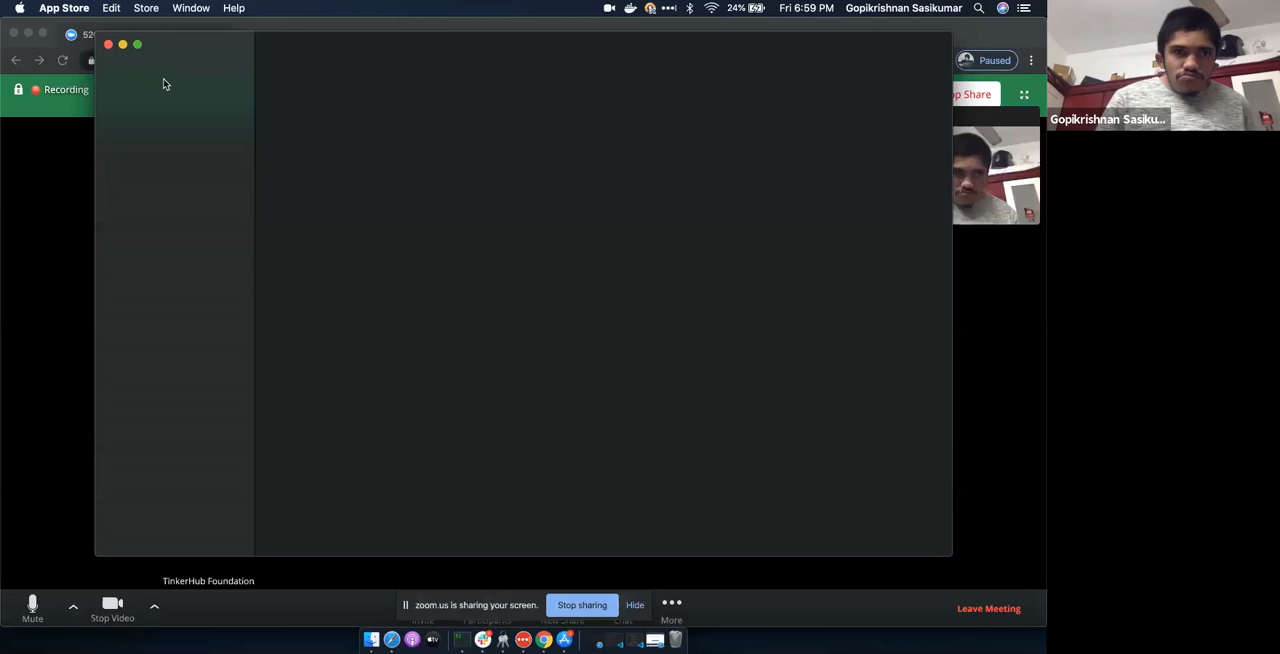 App Store Edit Store Window Help 24% Fri 6:59 PM Gopikrishnan Sasikumar
Paused
Recording
Share
Gopikrishnan Sasiku...
TinkerHub Foundation
zoom.us is sharing your screen. Stop sharing Hide
Mute Stop Video More Leave Meeting